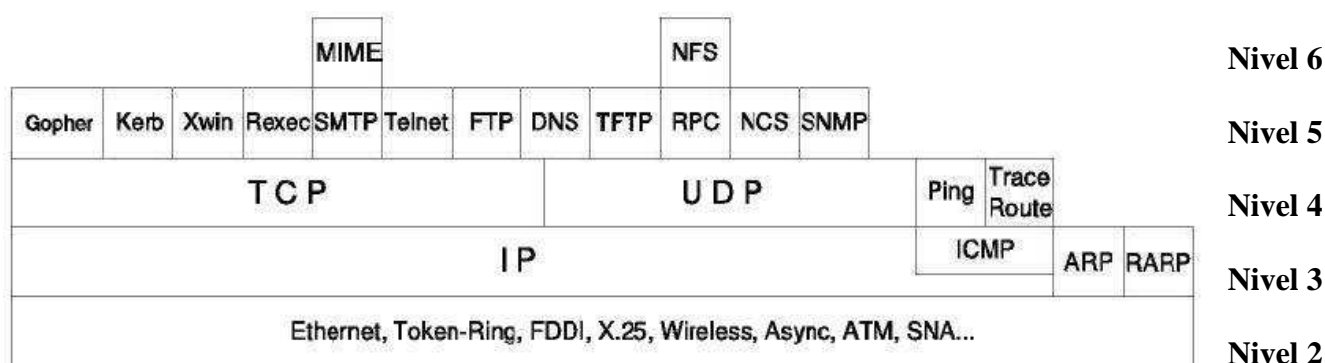 MIME NFS Nivel 6
Gopher Kerb Xwin Rexec SMTP Telnet FTP DNS TFTP RPC NCS SNMP Nivel 5
TCP UDP Ping Trace Route Nivel 4
IP ICMP ARP RARP Nivel 3
Ethernet, Token-Ring, FDDI, X.25, Wireless, Async, ATM, SNA... Nivel 2